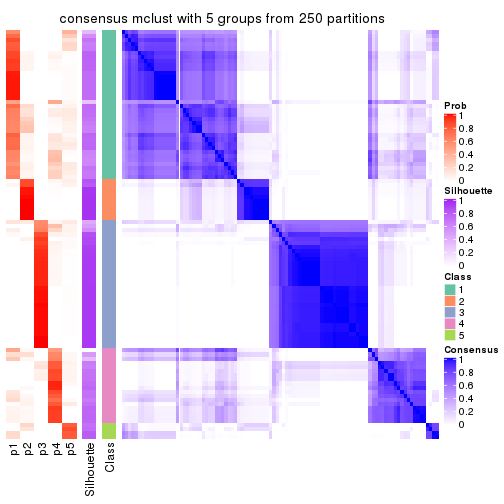 consensus mclust with 5 groups from 250 partitions
Prob
1
0.8
0.6
0.4
0.2
0
Silhouette
1
0.8
0.6
0.4
0.2
0
Class
1
2
3
4
5
Consensus
1
0.8
0.6
0.4
0.2
0
p1
p2
p3
p4
p5
Silhouette
Class